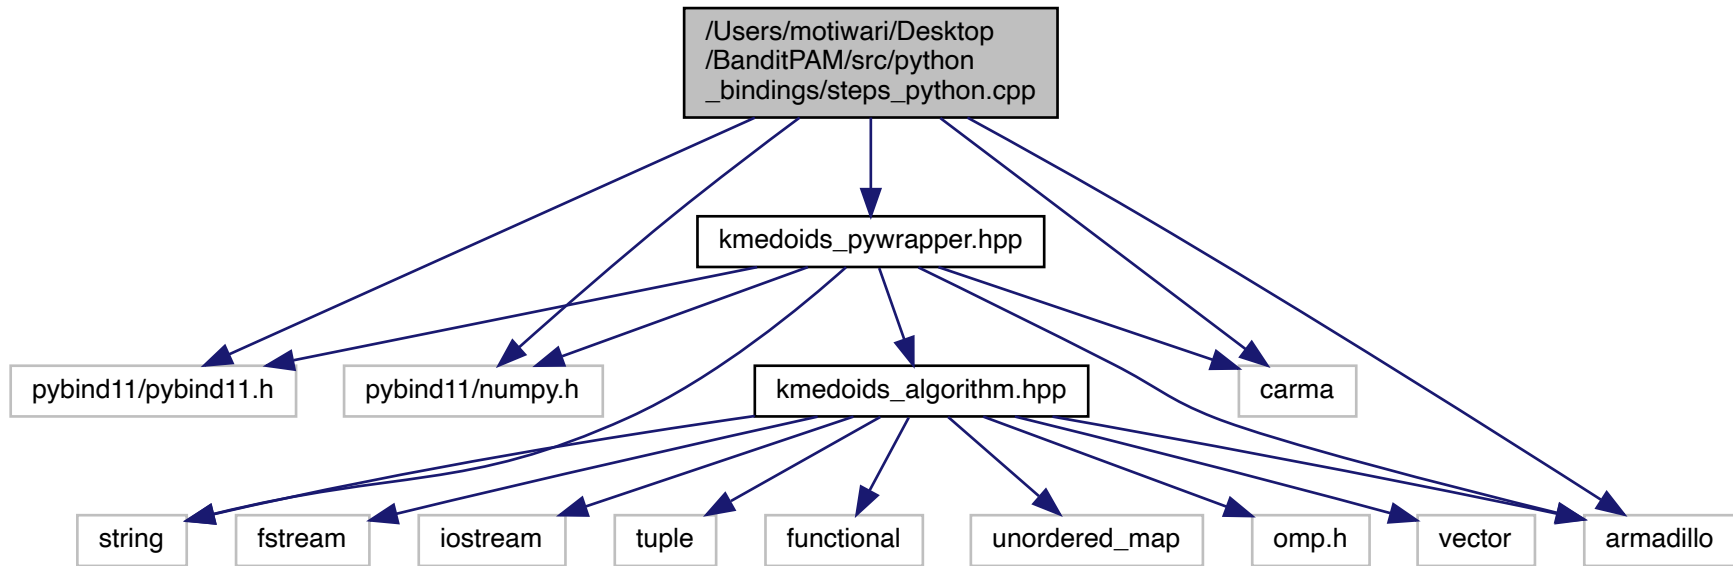 /Users/motiwari/Desktop
/BanditPAM/src/python
_bindings/steps_python.cpp
kmedoids_pywrapper.hpp
pybind11/pybind11.h
pybind11/numpy.h
kmedoids_algorithm.hpp
carma
string
fstream
iostream
tuple
functional
unordered_map
omp.h
vector
armadillo